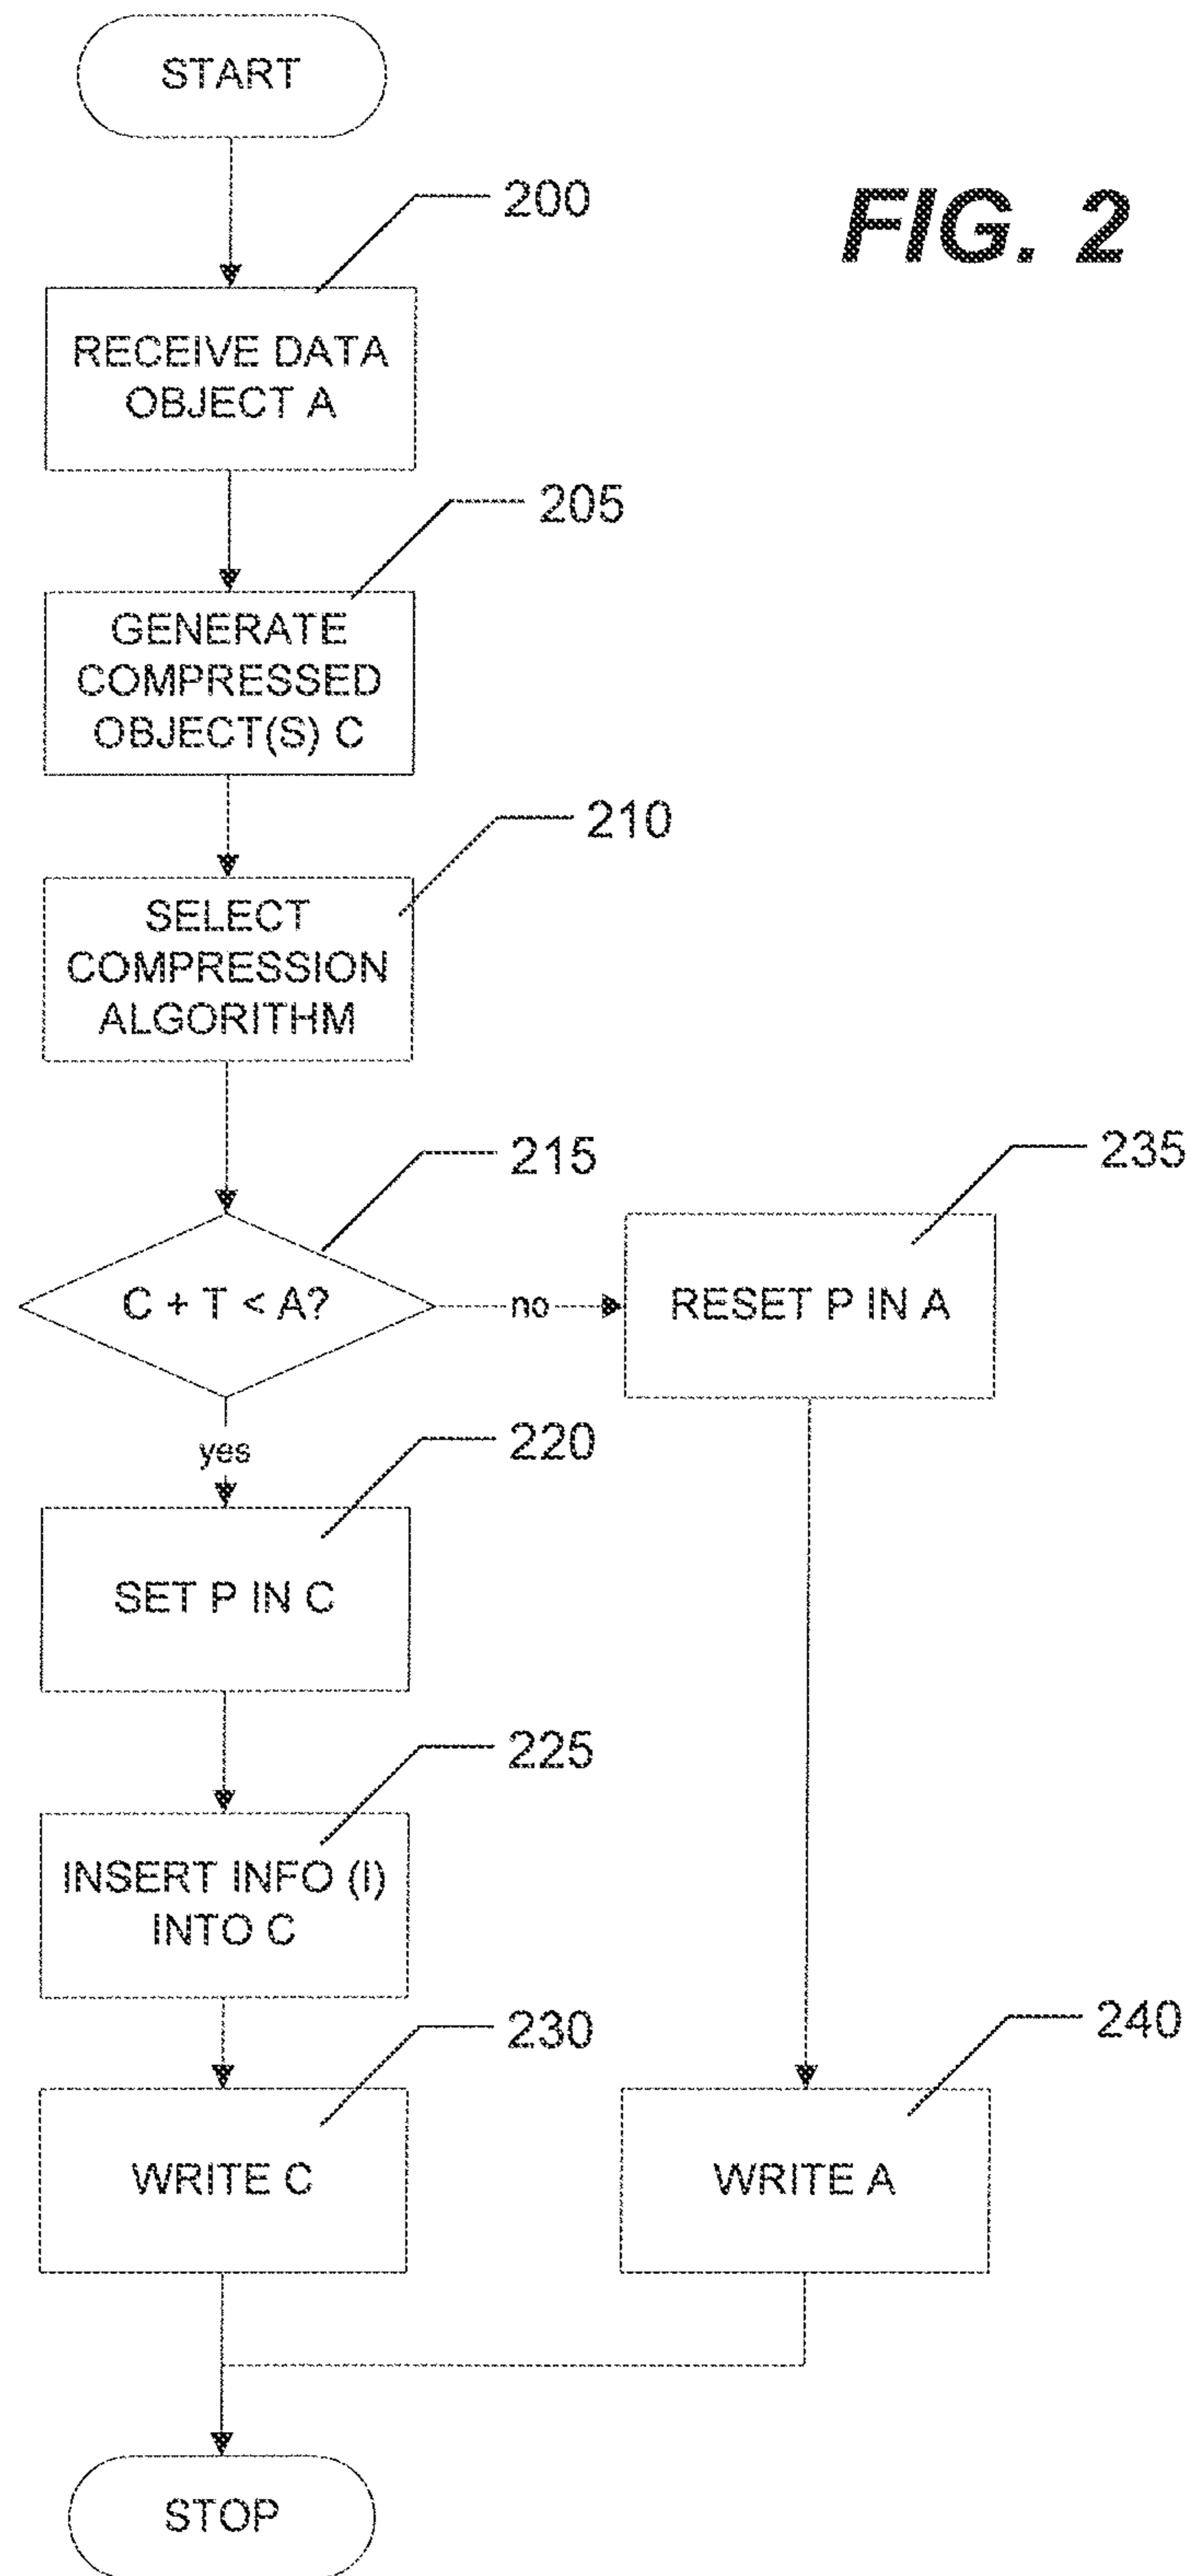 START
200
FIG. 2
RECEIVE DATA
OBJECT A
205
GENERATE
COMPRESSED
OBJECT(S) C
210
SELECT
COMPRESSION
ALGORITHM
215
235
C + T < A?
no
RESET P IN A
yes
220
SET P IN C
225
INSERT INFO (I)
INTO C
230
240
WRITE C
WRITE A
STOP